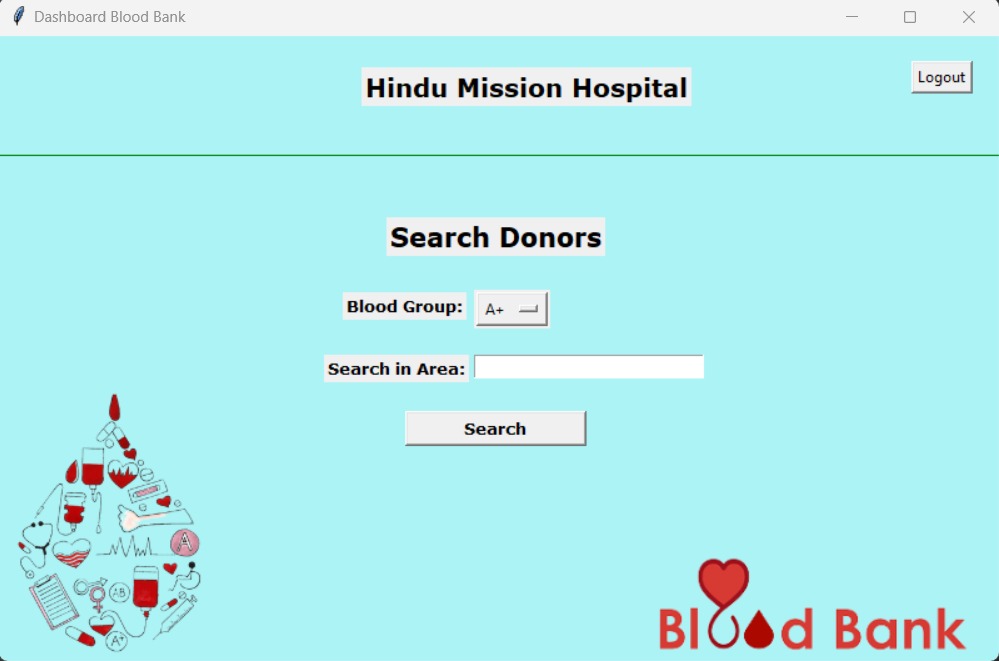 Dashboard Blood Bank
Hindu Mission Hospital
Logout
Search Donors
Blood Group:
A+
Search in Area:
Search
A
AB
A+
Blood Bank